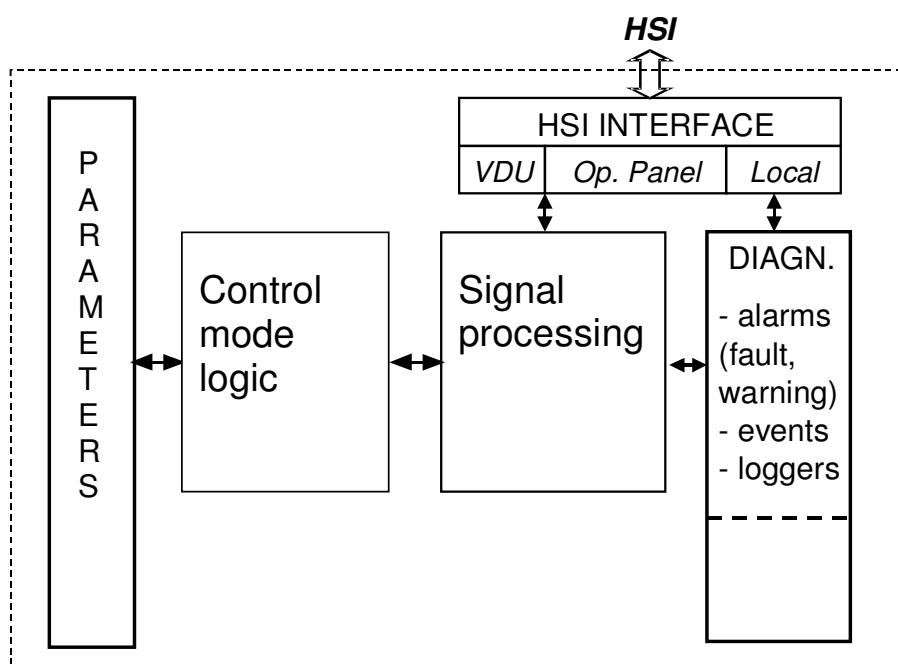 HSI
HSI INTERFACE
VDU Op. Panel Local
P
A
R
A
M
E
T
E
R
S
Control
mode
logic
Signal
processing
DIAGN.
- alarms
(fault,
warning)
- events
- loggers